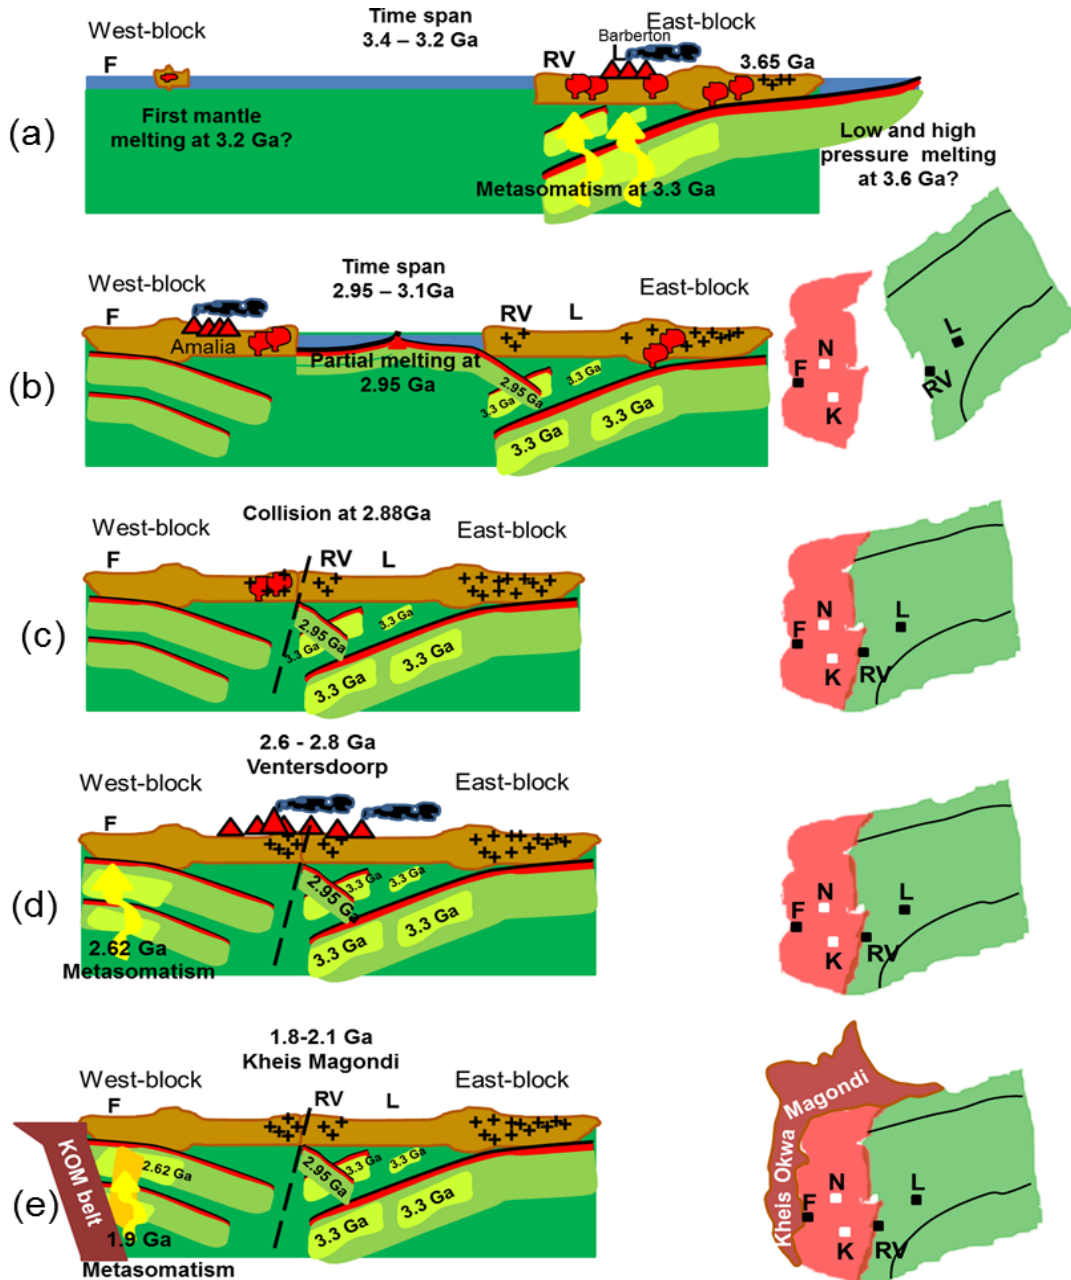 West-block
Time span
3.4 – 3.2 Ga
East-block
Barberton
F
RV
L
3.65 Ga
(a)
First mantle
melting at 3.2 Ga?
Low and high
pressure melting
at 3.6 Ga?
Metasomatism at 3.3 Ga
West-block
Time span
2.95 – 3.1Ga
East-block
F
RV
L
Amalia
Partial melting at
2.95 Ga
(b)
2.95 Ga
3.3 Ga
3.3 Ga
3.3 Ga
3.3 Ga
N
F
K
L
RV
West-block
Collision at 2.88Ga
East-block
F
RV
L
(c)
2.95 Ga
3.3 Ga
3.3 Ga
3.3 Ga
3.3 Ga
N
F
K
L
RV
2.6 - 2.8 Ga
Ventersdoorp
West-block
East-block
F
(d)
2.95 Ga
3.3 Ga
3.3 Ga
3.3 Ga
3.3 Ga
2.62 Ga
Metasomatism
N
F
K
L
RV
1.8-2.1 Ga
Kheis Magondi
West-block
East-block
F
RV
L
(e)
KOM belt
2.62 Ga
2.95 Ga
3.3 Ga
3.3 Ga
3.3 Ga
3.3 Ga
1.9 Ga
Metasomatism
Kheis Okwa Magondi
N
F
K
L
RV